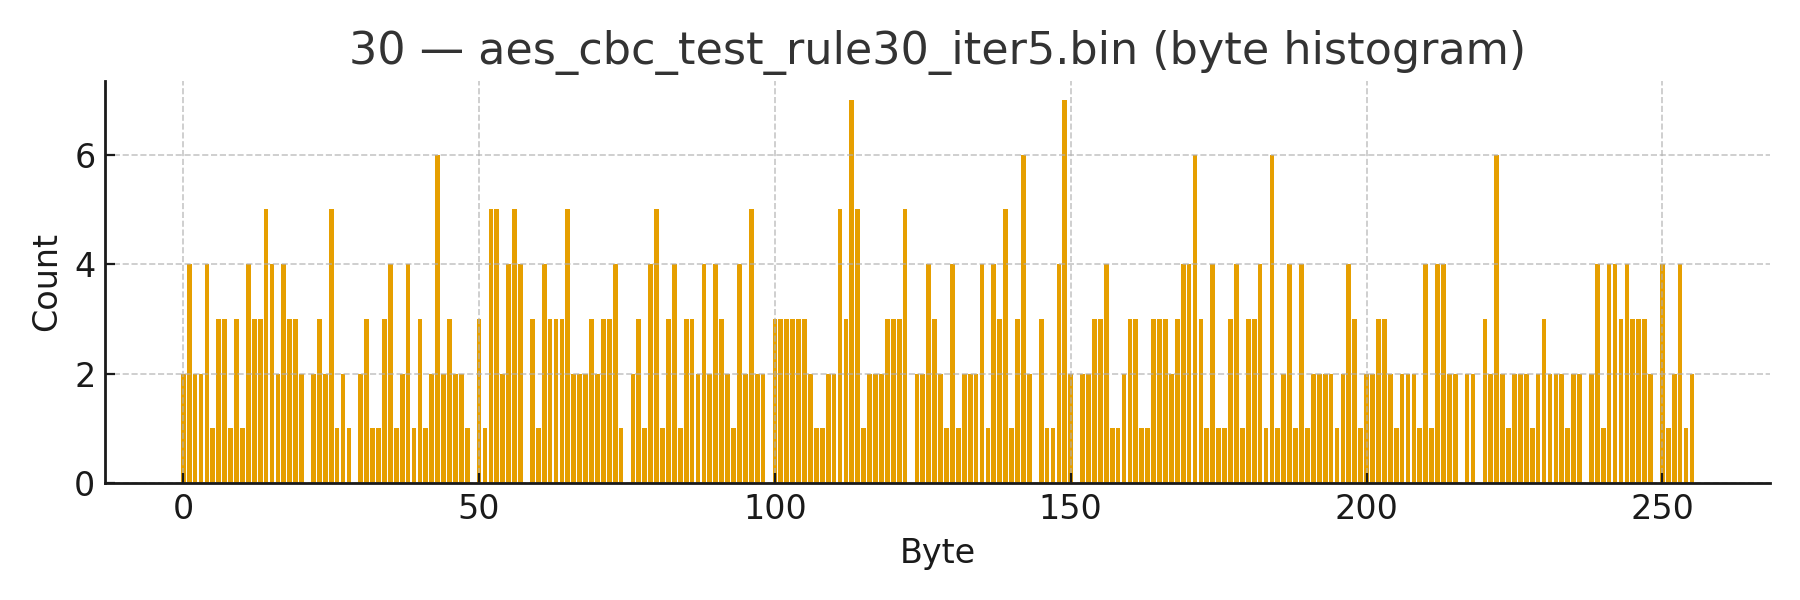 30 — aes_cbc_test_rule30_iter5.bin (byte histogram)
Count
6
4
2
0
0 50 100 150 200 250
Byte